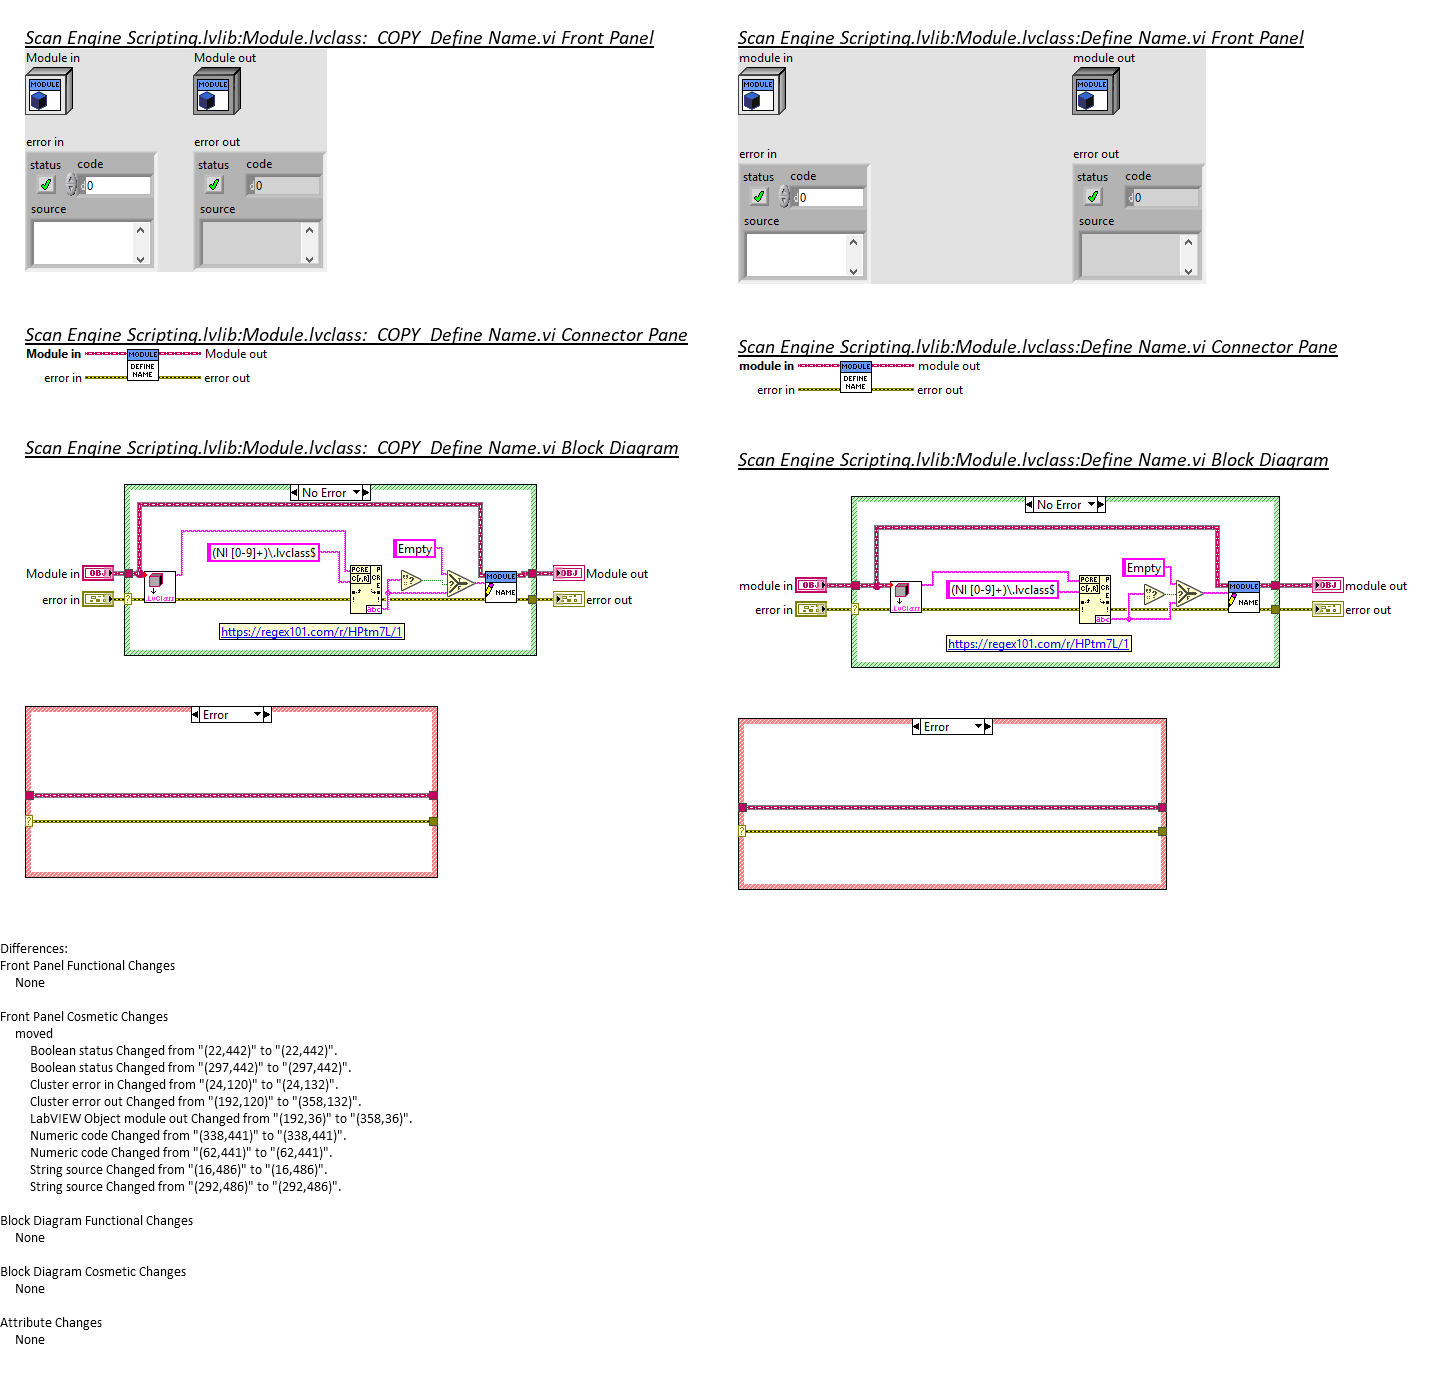 Scan Engine Scripting.lvlib:Module.lvclass:  COPY  Define Name.vi Front Panel
Module in
Module out
MODULE
MODULE
error in
error out
status code
status code
0
0
source
source
Scan Engine Scripting.lvlib:Module.lvclass:  COPY  Define Name.vi Connector Pane
Module in
MODULE
Module out
error in
DEFINE
NAME
error out
Scan Engine Scripting.lvlib:Module.lvclass:  COPY  Define Name.vi Block Diagram
No Error
(NI [0-9]+)\.lvclass$
Empty
Module in
OBJ
.LvClass
PCRE
abc
MODULE
NAME
OBJ
Module out
error in
?
error out
https://regex101.com/r/HPtm7L/1
Error
?
Scan Engine Scripting.lvlib:Module.lvclass:Define Name.vi Front Panel
module in
module out
MODULE
MODULE
error in
error out
status code
status code
0
0
source
source
Scan Engine Scripting.lvlib:Module.lvclass:Define Name.vi Connector Pane
module in
MODULE
module out
error in
DEFINE
NAME
error out
Scan Engine Scripting.lvlib:Module.lvclass:Define Name.vi Block Diagram
No Error
Empty
module in
OBJ
.LvClass
(NI [0-9]+)\.lvclass$
PCRE
abc
MODULE
NAME
OBJ
module out
error in
?
error out
https://regex101.com/r/HPtm7L/1
Error
?
Differences:
Front Panel Functional Changes
None
Front Panel Cosmetic Changes
moved
Boolean status Changed from "(22,442)" to "(22,442)".
Boolean status Changed from "(297,442)" to "(297,442)".
Cluster error in Changed from "(24,120)" to "(24,132)".
Cluster error out Changed from "(192,120)" to "(358,132)".
LabVIEW Object module out Changed from "(192,36)" to "(358,36)".
Numeric code Changed from "(338,441)" to "(338,441)".
Numeric code Changed from "(62,441)" to "(62,441)".
String source Changed from "(16,486)" to "(16,486)".
String source Changed from "(292,486)" to "(292,486)".
Block Diagram Functional Changes
None
Block Diagram Cosmetic Changes
None
Attribute Changes
None